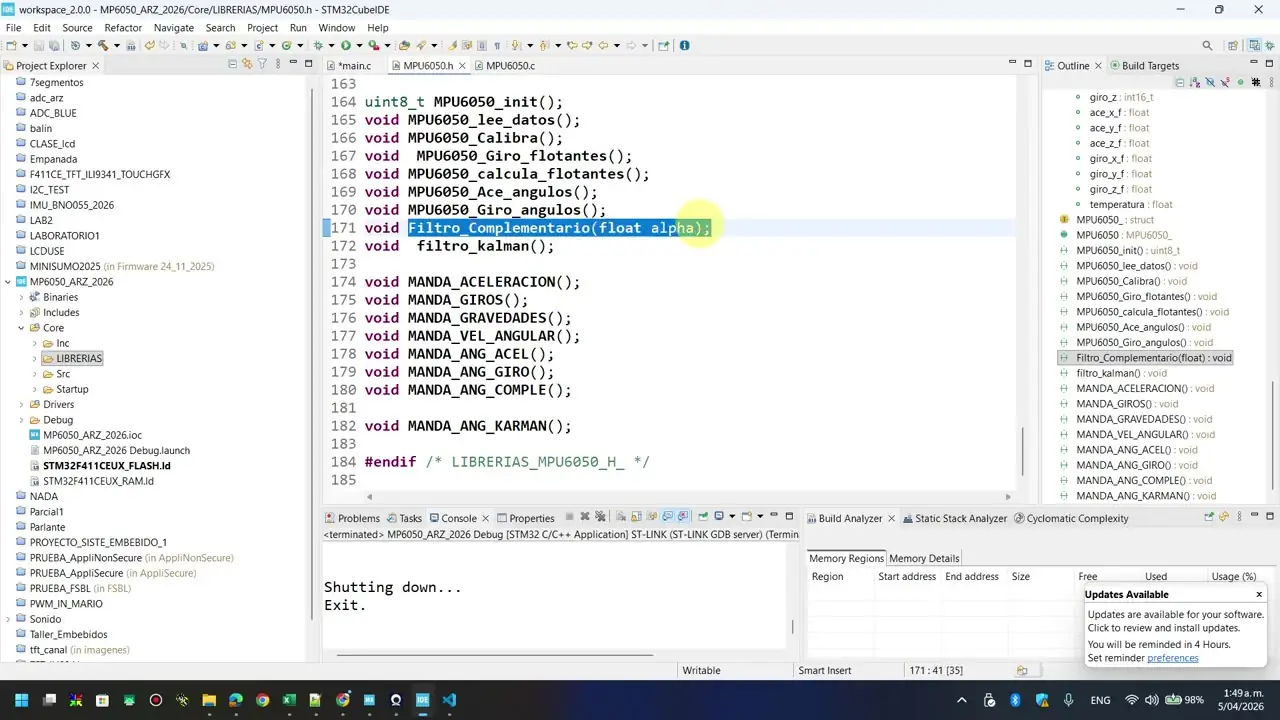 workspace_2.0.0 - MP6050_ARZ_2026/Core/LIBRERIAS/MPU6050.h - STM32CubeIDE
File Edit Source Refactor Navigate Search Project Run Window Help
Project Explorer
7segmentos
adc_arz
ADC_BLUE
balin
CLASE_lcd
Empanada
F411CE_TFT_ILI9341_TOUCHGFX
I2C_TEST
IMU_BNO055_2026
LAB2
LABORATORIO1
LCDUSE
MINISUMO2025 (in Firmware 24_11_2025)
MP6050_ARZ_2026
Binaries
Includes
Core
Inc
LIBRERIAS
Src
Startup
Drivers
Debug
MP6050_ARZ_2026.ioc
MP6050_ARZ_2026 Debug.launch
STM32F411CEUX_FLASH.ld
STM32F411CEUX_RAM.ld
NADA
Parcial1
Parlante
PROYECTO_SISTE_EMBEBIDO_1
PRUEBA_AppliNonSecure (in AppliNonSecure)
PRUEBA_AppliSecure (in AppliSecure)
PRUEBA_FSBL (in FSBL)
PWM_IN_MARIO
Sonido
Taller_Embebidos
tft_canal (in imagenes)
*main.c MPU6050.h MPU6050.c
163
164 uint8_t MPU6050_init();
165 void MPU6050_lee_datos();
166 void MPU6050_Calibra();
167 void MPU6050_Giro_flotantes();
168 void MPU6050_calcula_flotantes();
169 void MPU6050_Ace_angulos();
170 void MPU6050_Giro_angulos();
171 void Filtro_Complementario(float alpha);
172 void filtro_kalman();
173
174 void MANDA_ACELERACION();
175 void MANDA_GIROS();
176 void MANDA_GRAVEDADES();
177 void MANDA_VEL_ANGULAR();
178 void MANDA_ANG_ACEL();
179 void MANDA_ANG_GIRO();
180 void MANDA_ANG_COMPLE();
181
182 void MANDA_ANG_KARMAN();
183
184 #endif /* LIBRERIAS_MPU6050_H_ */
185
Outline Build Targets
giro_z : int16_t
ace_x_f : float
ace_y_f : float
ace_z_f : float
giro_x_f : float
giro_y_f : float
giro_z_f : float
temperatura : float
MPU6050_ : struct
MPU6050 : MPU6050_
MPU6050_init() : uint8_t
MPU6050_lee_datos() : void
MPU6050_Calibra() : void
MPU6050_Giro_flotantes() : void
MPU6050_calcula_flotantes() : void
MPU6050_Ace_angulos() : void
MPU6050_Giro_angulos() : void
Filtro_Complementario(float) : void
filtro_kalman() : void
MANDA_ACELERACION() : void
MANDA_GIROS() : void
MANDA_GRAVEDADES() : void
MANDA_VEL_ANGULAR() : void
MANDA_ANG_ACEL() : void
MANDA_ANG_GIRO() : void
MANDA_ANG_COMPLE() : void
MANDA_ANG_KARMAN() : void
Problems Tasks Console Properties
<terminated> MP6050_ARZ_2026 Debug [STM32 C/C++ Application] ST-LINK (ST-LINK GDB server) (Termin
Shutting down...
Exit.
Build Analyzer Static Stack Analyzer Cyclomatic Complexity
Memory Regions Memory Details
Region Start address End address Size Free Used Usage (%)
Updates Available
Updates are available for your software.
Click to review and install updates.
You will be reminded in 4 Hours.
Set reminder preferences
Writable Smart Insert 171 : 41 [35]
ENG 98% 1:49 a.m.
5/04/2026